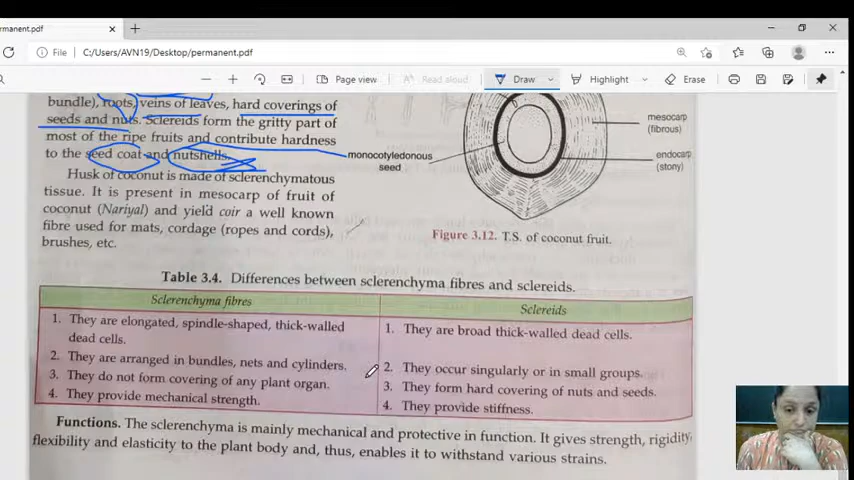 rmanent.pdf
File
C:/Users/AVN19/Desktop/permanent.pdf
Page view
Read aloud
Draw
Highlight
Erase
bundle), roots, veins of leaves, hard coverings of
seeds and nuts. Sclereids form the gritty part of
most of the ripe fruits and contribute hardness
to the seed coat and nutshells.
Husk of coconut is made of sclerenchymatous
tissue. It is present in mesocarp of fruit of
coconut (Nariyal) and yield coir a well known
fibre used for mats, cordage (ropes and cords),
brushes, etc.
mesocarp
(fibrous)
monocotyledonous
seed
endocarp
(stony)
Figure 3.12. T.S. of coconut fruit.
Table 3.4. Differences between sclerenchyma fibres and sclereids.
Sclerenchyma fibres
1. They are elongated, spindle-shaped, thick-walled
dead cells.
2. They are arranged in bundles, nets and cylinders.
3. They do not form covering of any plant organ.
4. They provide mechanical strength.
Sclereids
1. They are broad thick-walled dead cells.
2. They occur singularly or in small groups.
3. They form hard covering of nuts and seeds.
4. They provide stiffness.
Functions. The sclerenchyma is mainly mechanical and protective in function. It gives strength, rigidity,
flexibility and elasticity to the plant body and, thus, enables it to withstand various strains.